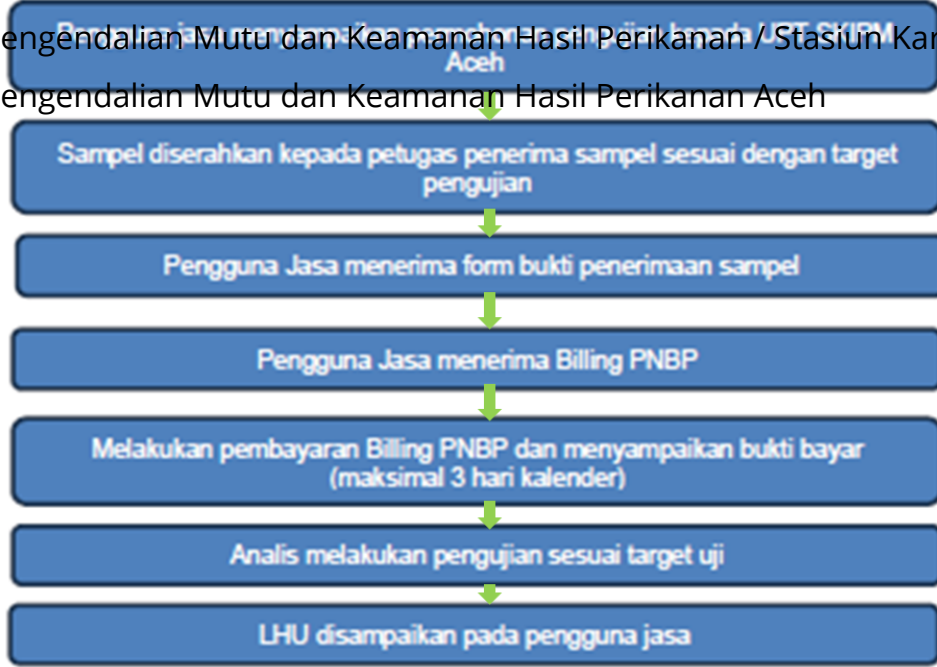 engendalian Mutu dan Keamanan Hasil Perikanan / Stasiun Kar
Aceh
engendalian Mutu dan Keamanan Hasil Perikanan Aceh
Sampel diserahkan kepada petugas penerima sampel sesuai dengan target
pengujian
Pengguna Jasa menerima form bukti penerimaan sampel
Pengguna Jasa menerima Billing PNBP
Melakukan pembayaran Billing PNBP dan menyampaikan bukti bayar
(maksimal 3 hari kalender)
Analis melakukan pengujian sesuai target uji
LHU disampaikan pada pengguna jasa